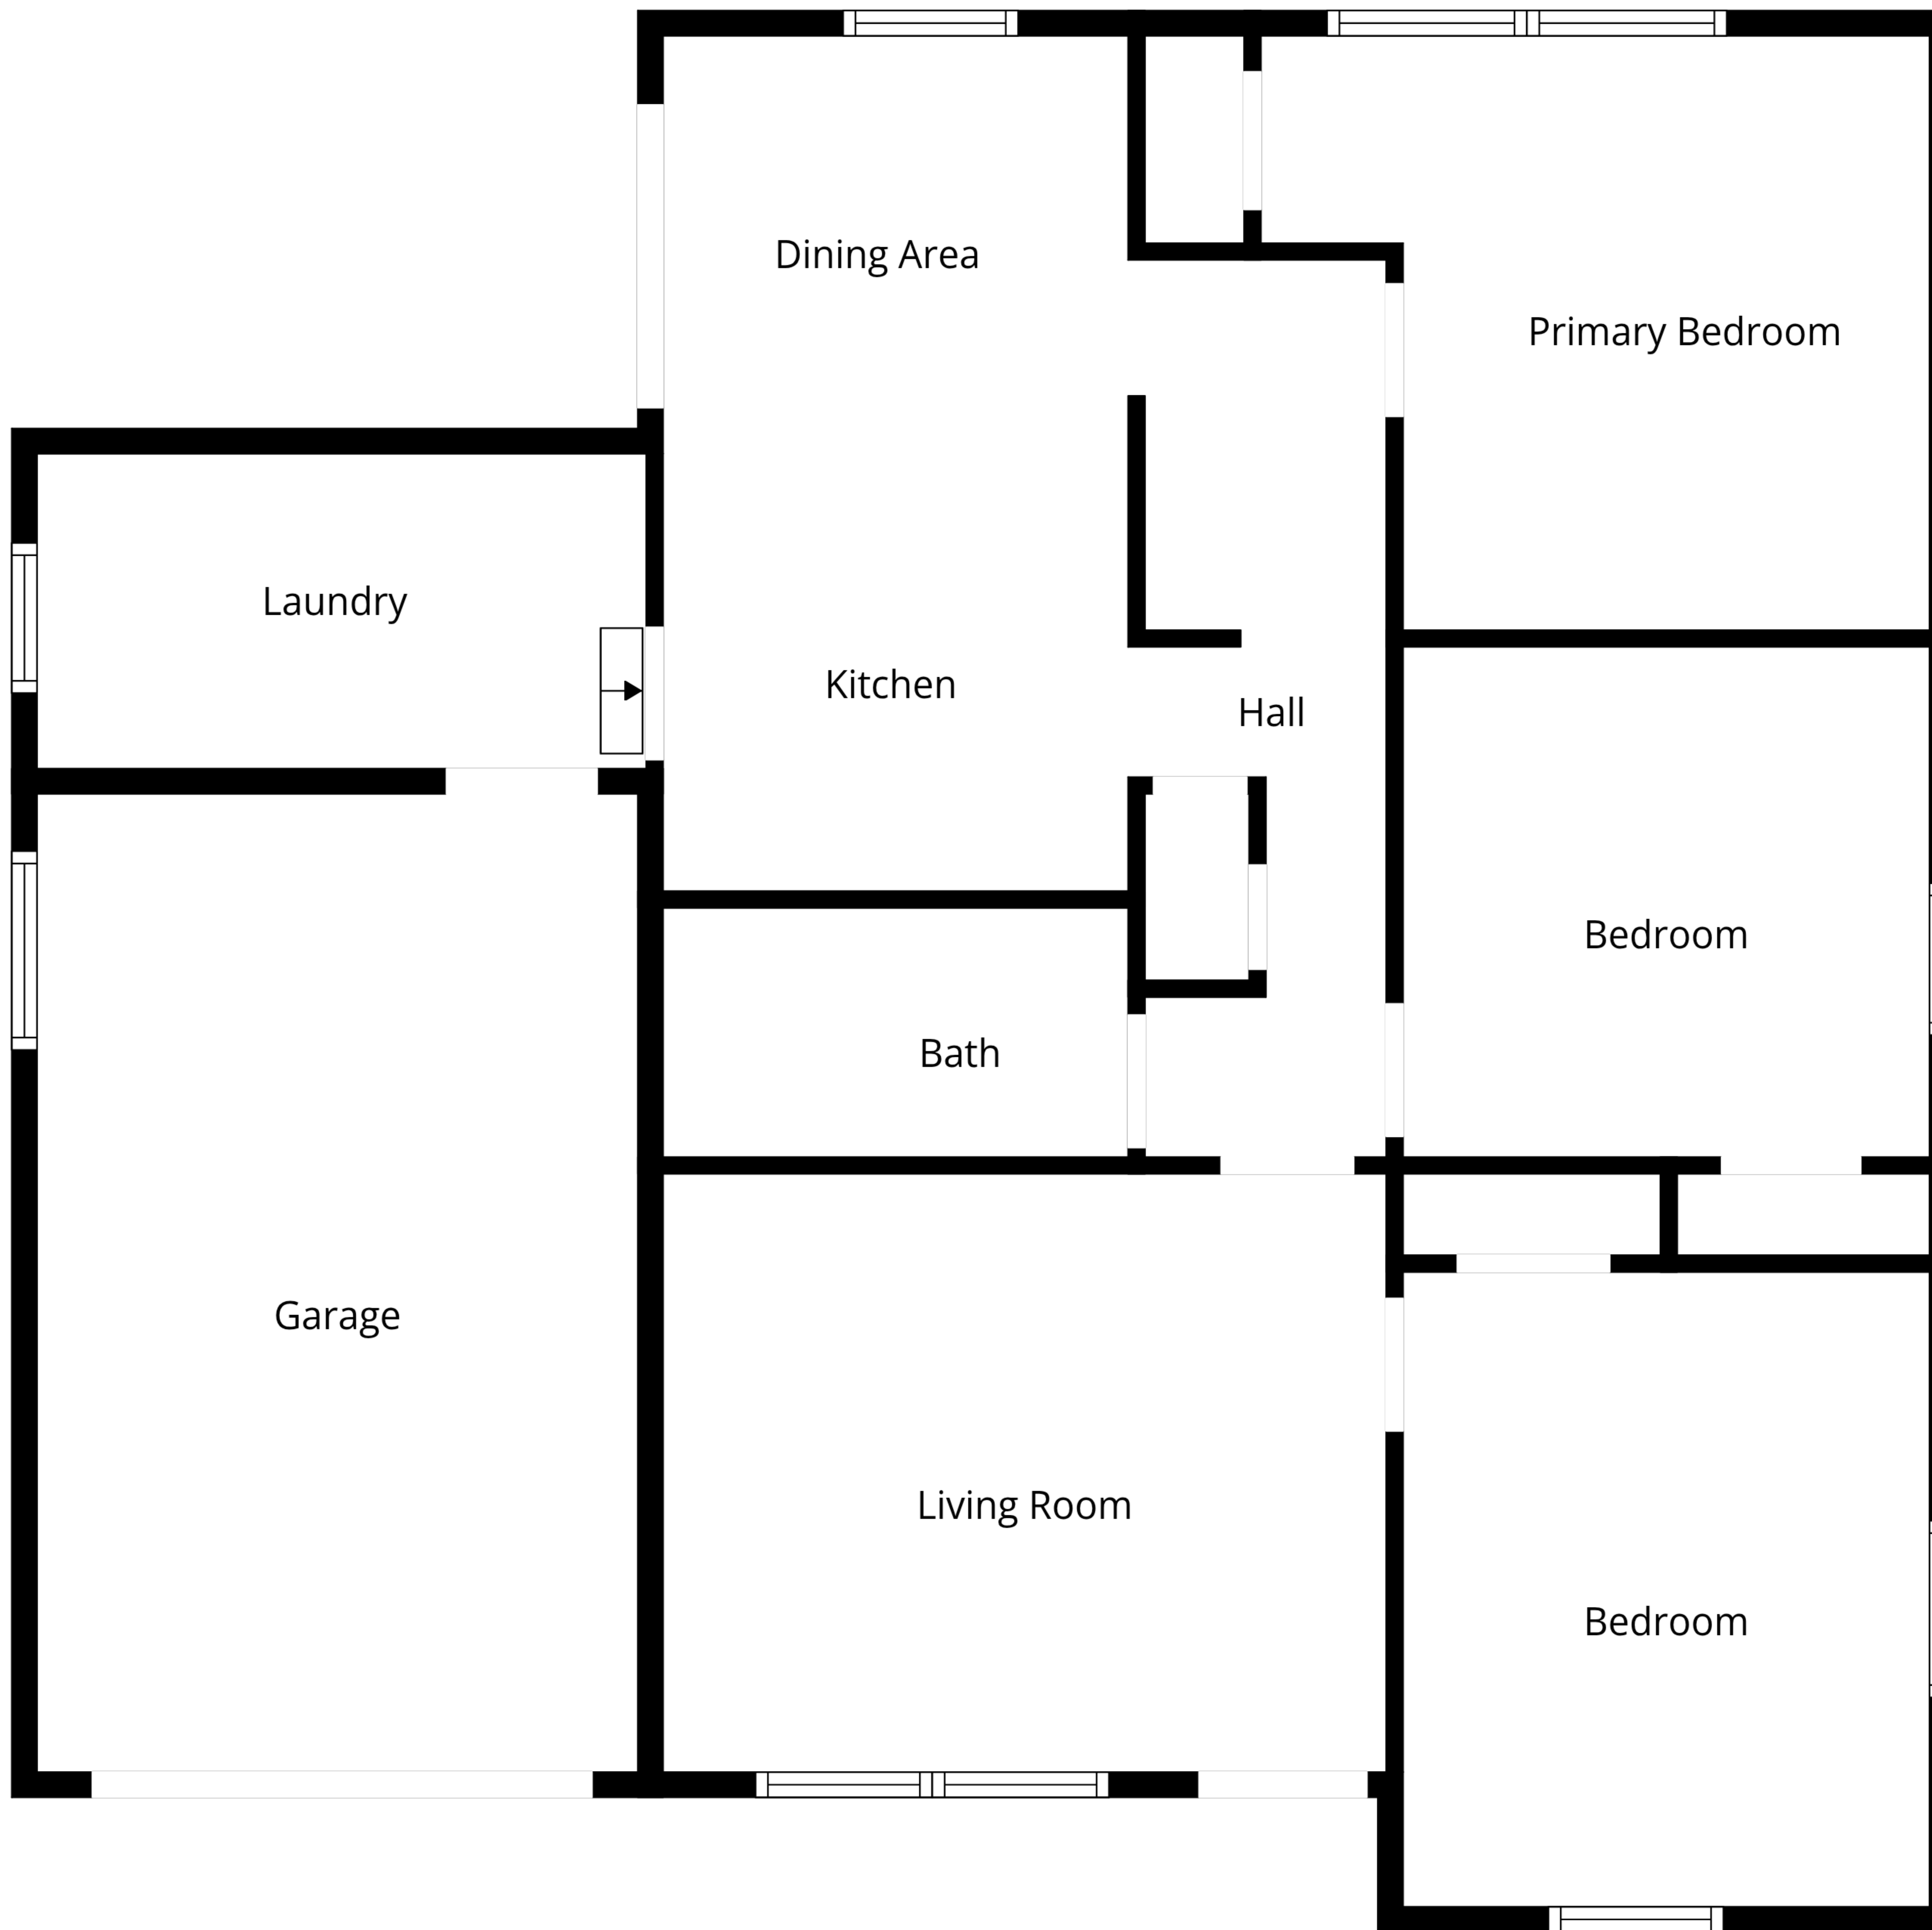 Dining Area
Primary Bedroom
Laundry
Kitchen
Hall
Bedroom
Bath
Garage
Living Room
Bedroom